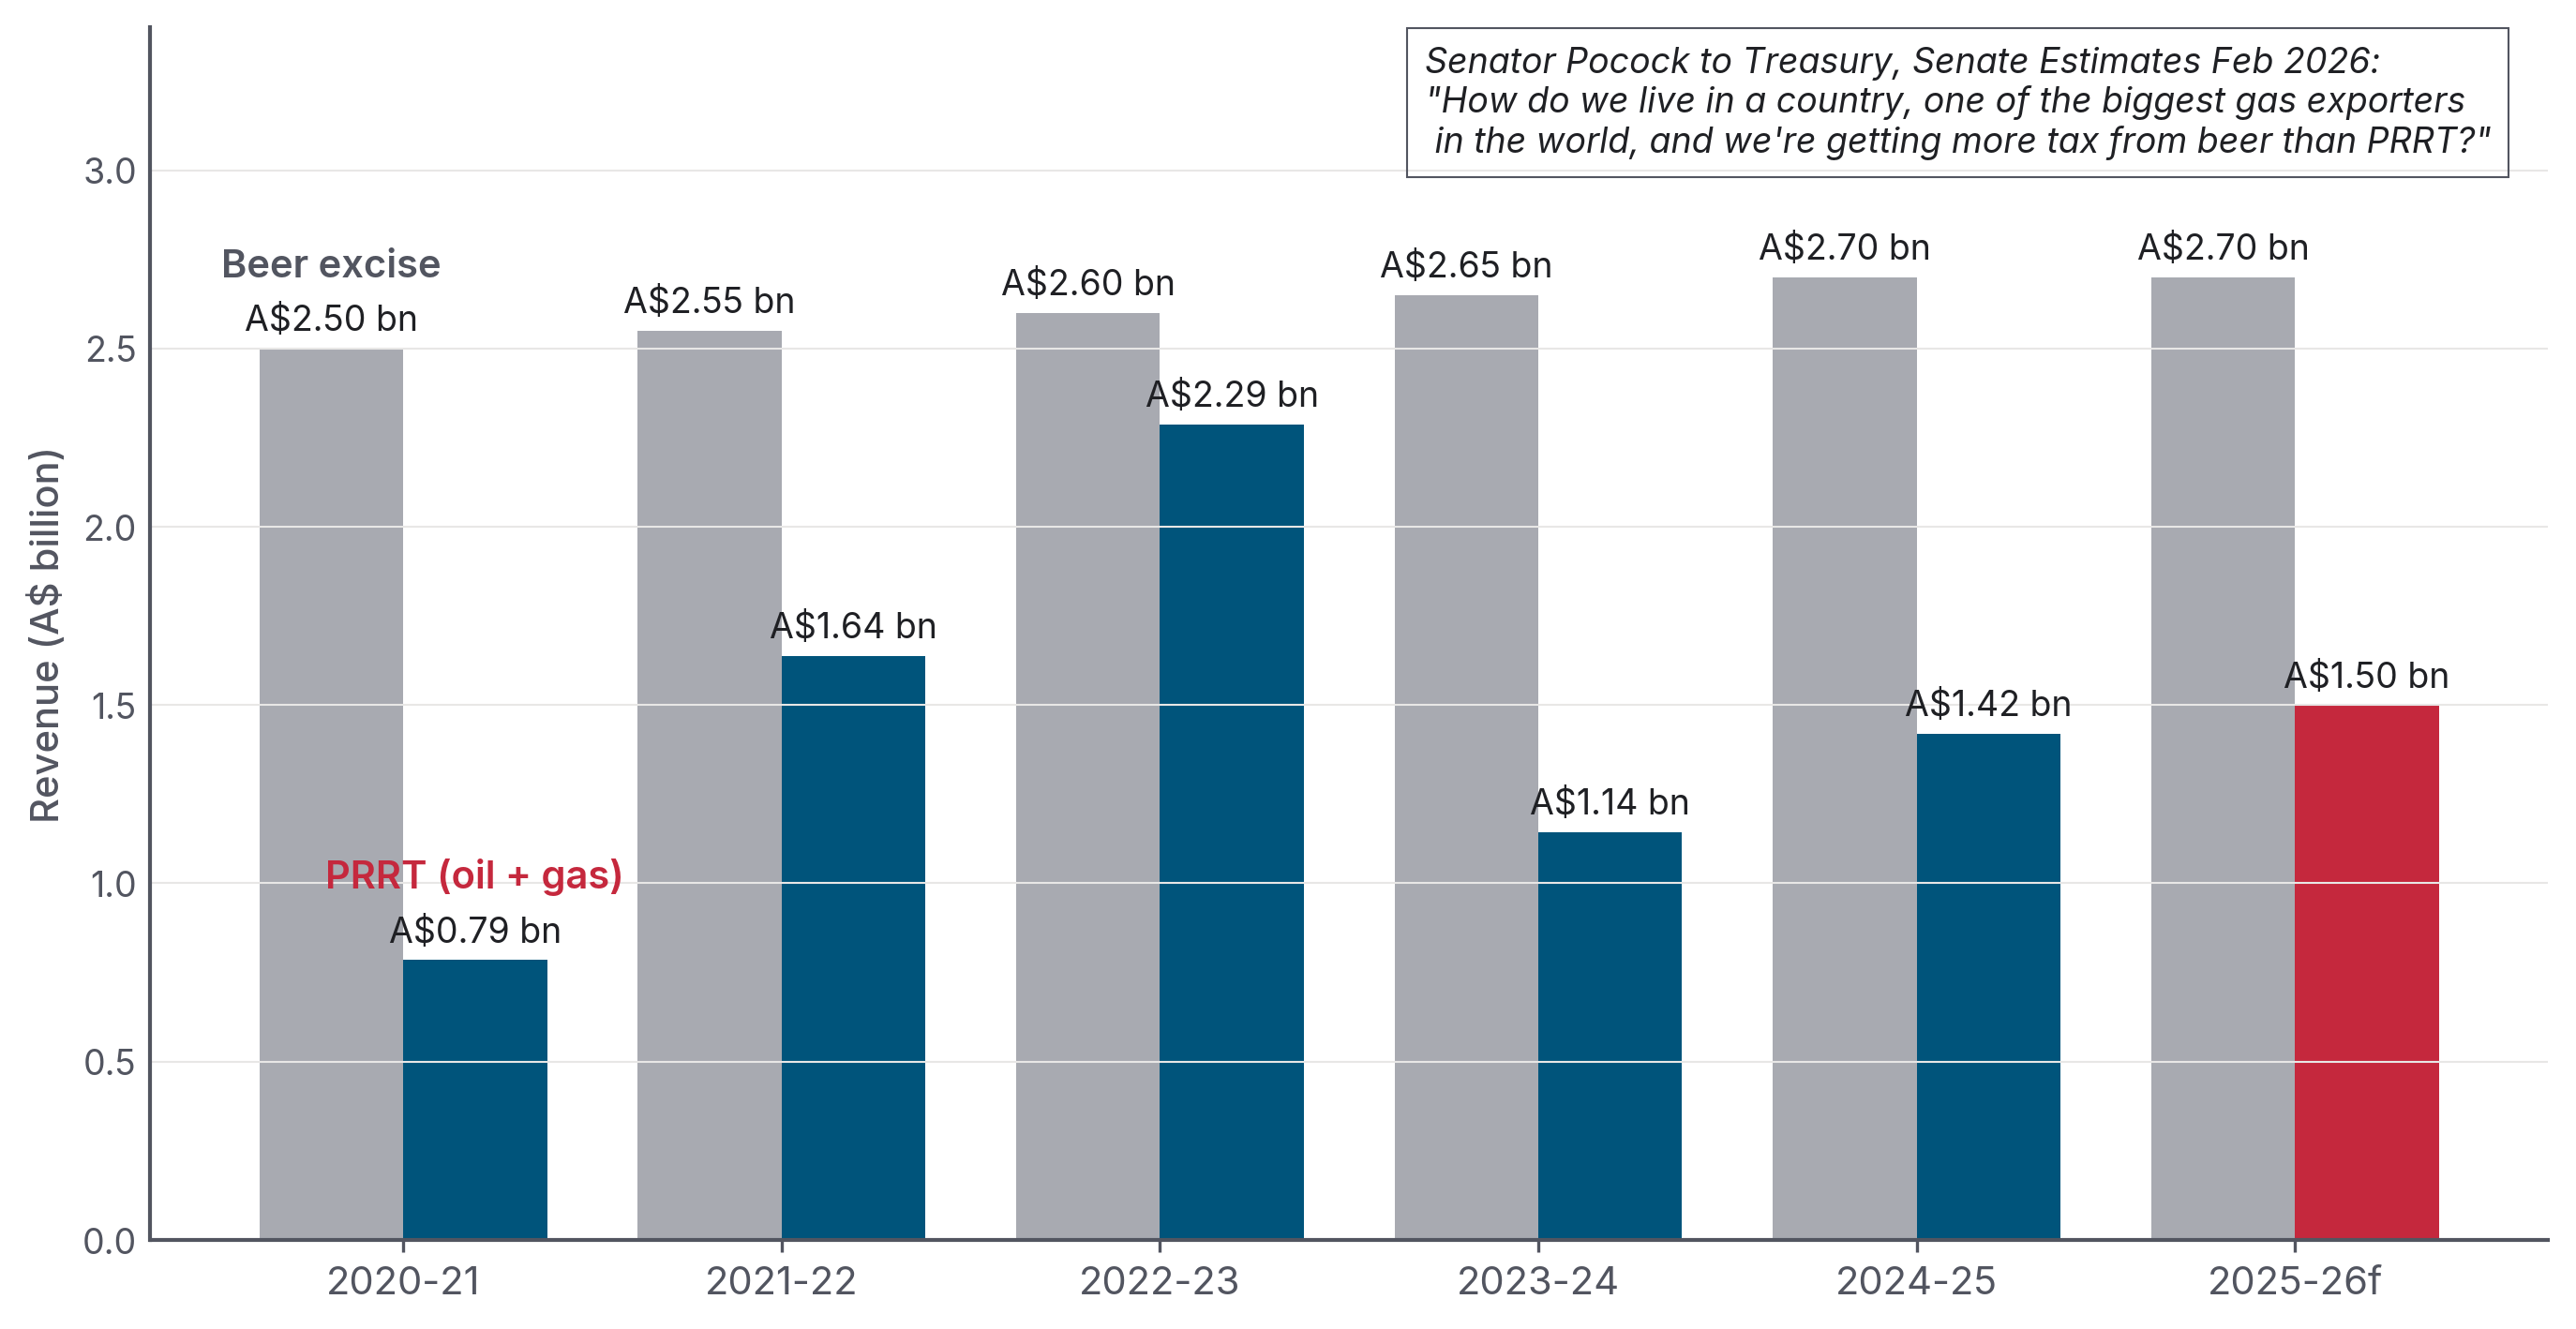 Senator Pocock to Treasury, Senate Estimates Feb 2026:
"How do we live in a country, one of the biggest gas exporters
in the world, and we're getting more tax from beer than PRRT?"
Revenue (A$ billion)
3.0
2.5
2.0
1.5
1.0
0.5
0.0
Beer excise
A$2.50 bn
PRRT (oil + gas)
A$0.79 bn
A$2.55 bn
A$1.64 bn
A$2.60 bn
A$2.29 bn
A$2.65 bn
A$1.14 bn
A$2.70 bn
A$1.42 bn
A$2.70 bn
A$1.50 bn
2020-21
2021-22
2022-23
2023-24
2024-25
2025-26f